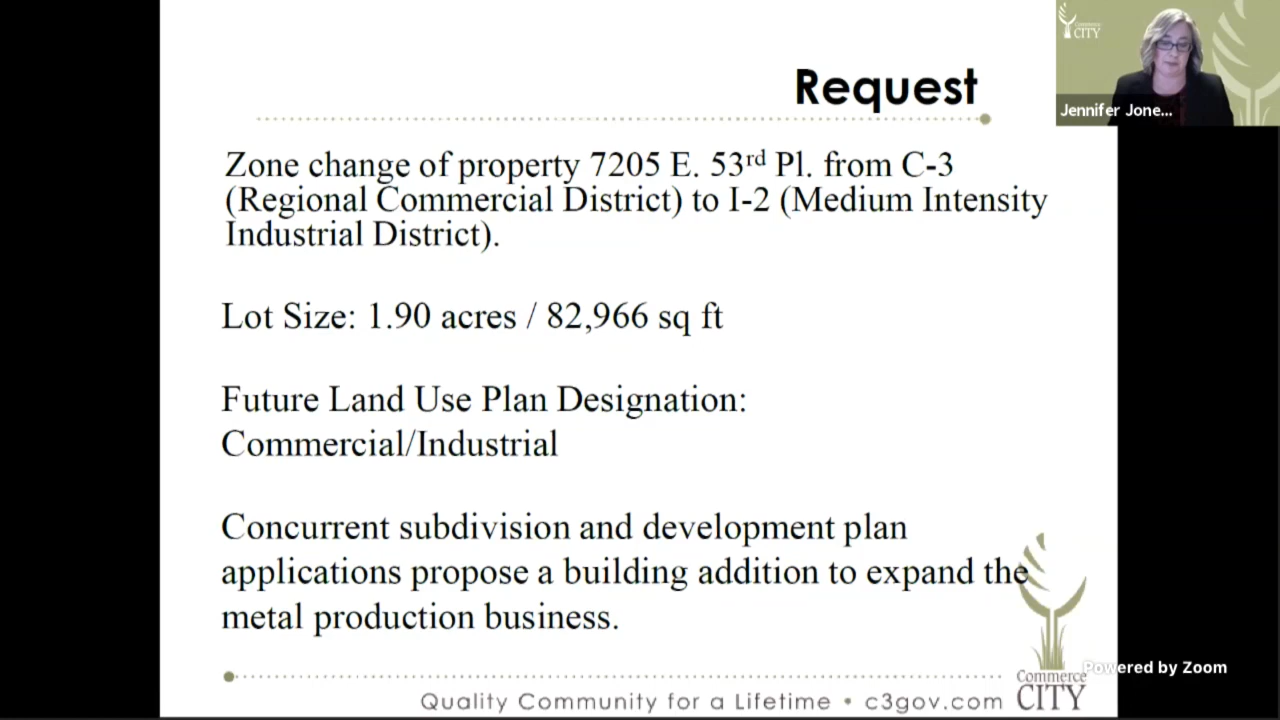 Request
Commerce
CITY
Jennifer Jone...
Zone change of property 7205 E. 53rd Pl. from C-3
(Regional Commercial District) to I-2 (Medium Intensity
Industrial District).
Lot Size: 1.90 acres / 82,966 sq ft
Future Land Use Plan Designation:
Commercial/Industrial
Concurrent subdivision and development plan
applications propose a building addition to expand the
metal production business.
Powered by Zoom
Quality Community for a Lifetime • c3gov.com
Commerce
CITY